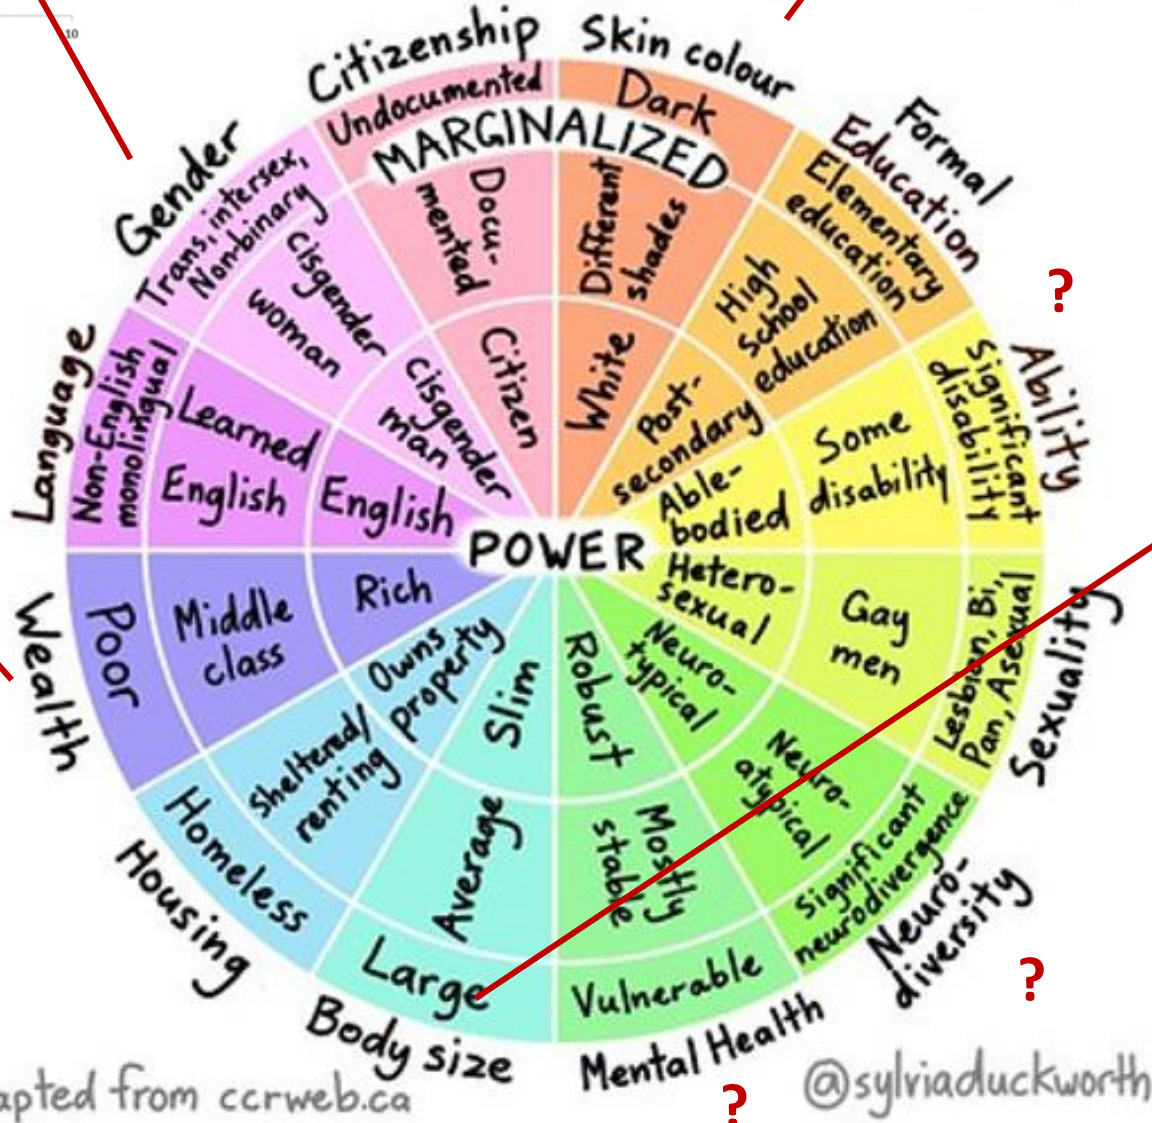 10
Citizenship
Undocumented
Docu-
mented
Citizen
Skin colour
Dark
Different
shades
White
MARGINALIZED
Formal
Education
Elementary
education
High
school
education
Post-
secondary
?
Ability
Significant
disability
Some
disability
Able-
bodied
Sexuality
Lesbian, Bi,
Pan, Asexual
Gay
men
Hetero-
sexual
Neuro-
diversity
Significant
neurodivergence
Neuro-
atypical
Neuro-
typical
?
Mental Health
Vulnerable
Mostly
stable
Robust
?
Body size
Large
Average
Slim
Housing
Homeless
Sheltered/
renting
Owns
property
Wealth
Poor
Middle
class
Rich
Language
Non-English
monolingual
Learned
English
English
Gender
Trans, intersex,
Non-binary
cisgender
woman
cisgender
man
POWER
apted from ccrweb.ca
@sylviaduckworth